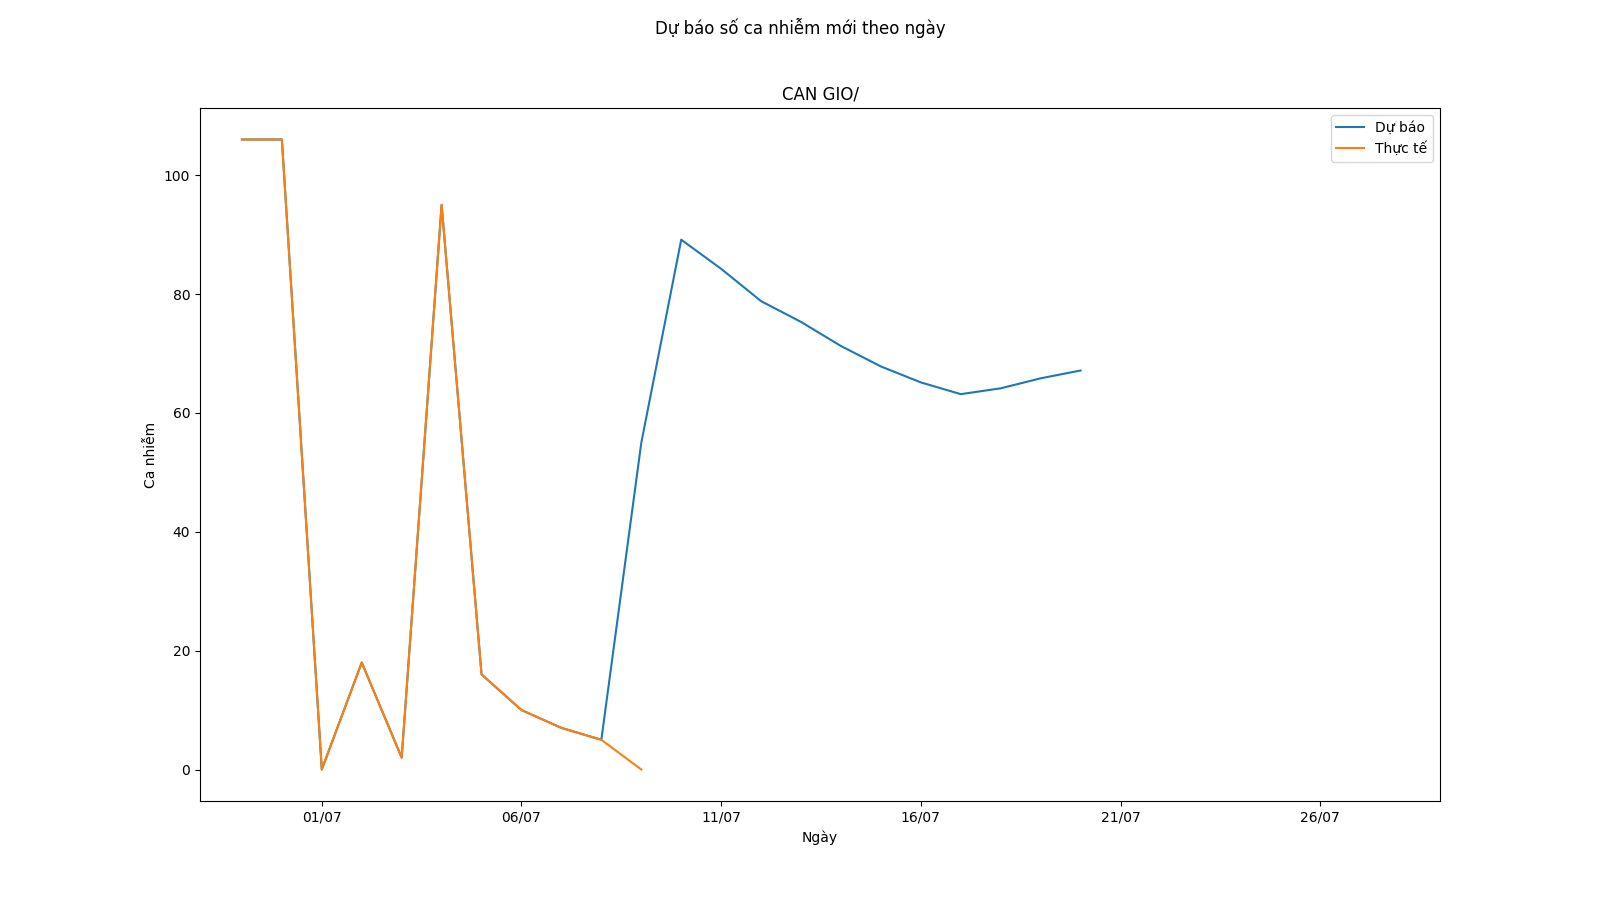 Dự báo số ca nhiễm mới theo ngày
CAN GIO/
Dự báo
Thực tế
100
80
60
40
20
0
Ca nhiễm
01/07
06/07
11/07
16/07
21/07
26/07
Ngày